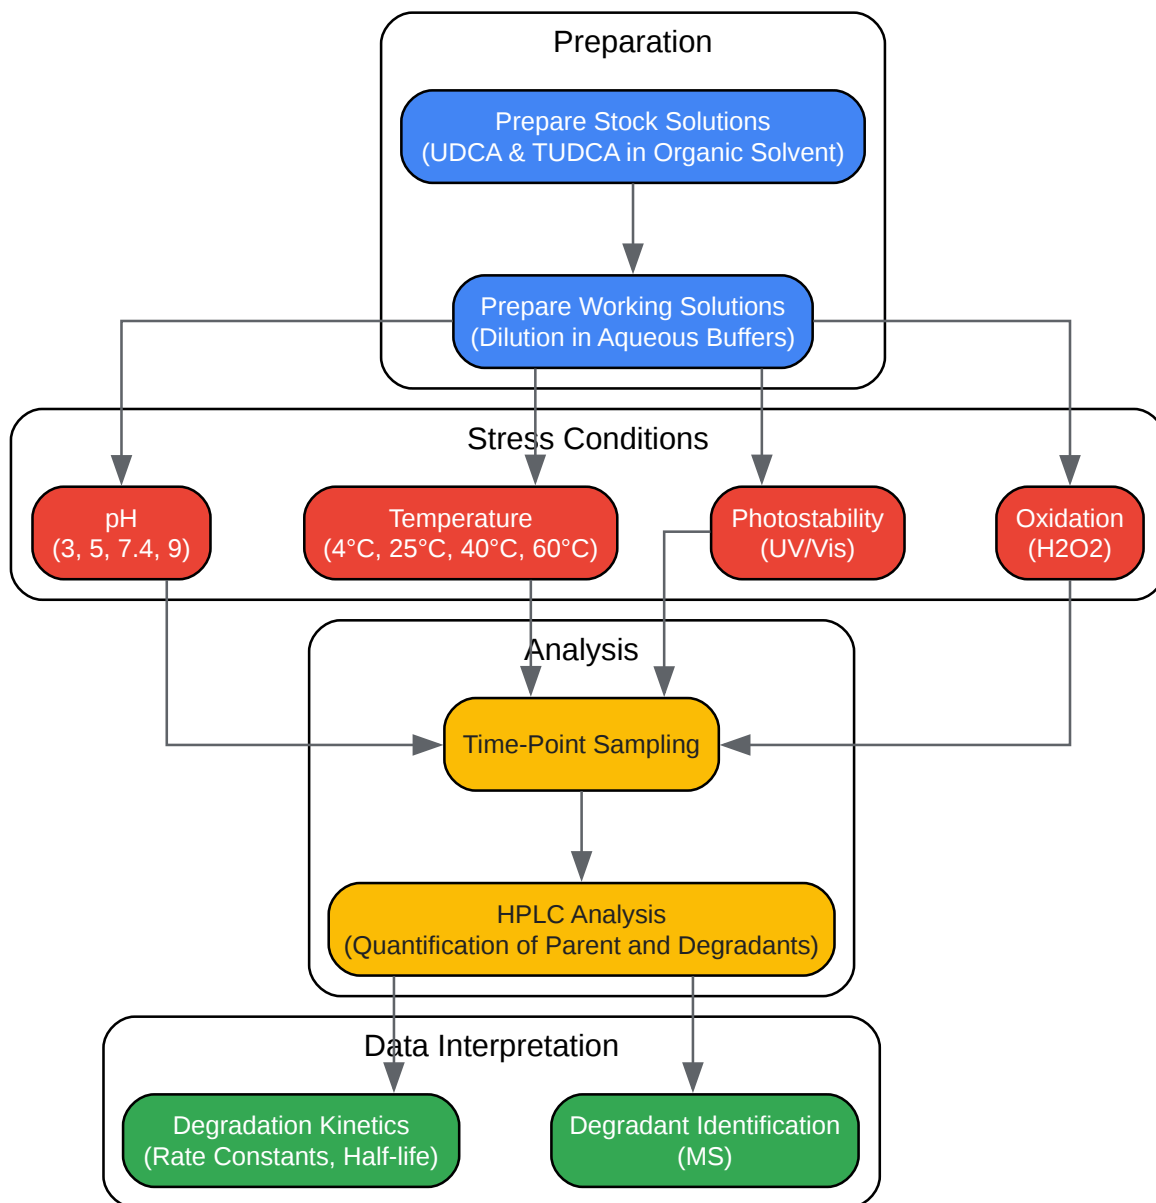 Preparation
Prepare Stock Solutions
(UDCA & TUDCA in Organic Solvent)
Prepare Working Solutions
(Dilution in Aqueous Buffers)
Stress Conditions
pH
(3, 5, 7.4, 9)
Temperature
(4°C, 25°C, 40°C, 60°C)
Photostability
(UV/Vis)
Oxidation
(H2O2)
Analysis
Time-Point Sampling
HPLC Analysis
(Quantification of Parent and Degradants)
Data Interpretation
Degradation Kinetics
(Rate Constants, Half-life)
Degradant Identification
(MS)